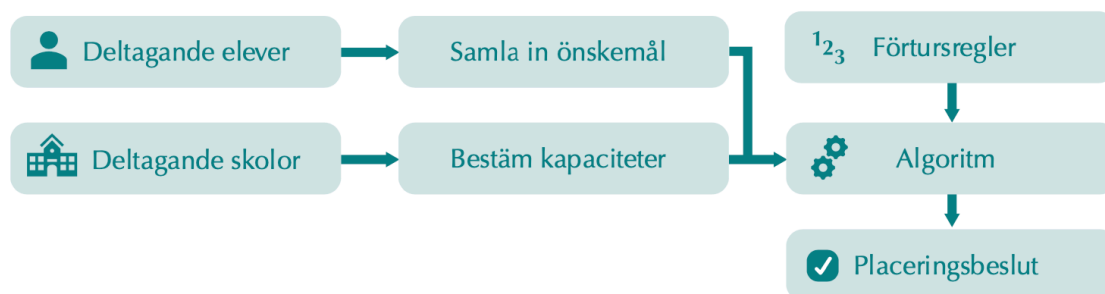 Deltagande elever
Samla in önskemål
123 Förtursregler
Deltagande skolor
Bestäm kapaciteter
Algoritm
Placeringsbeslut